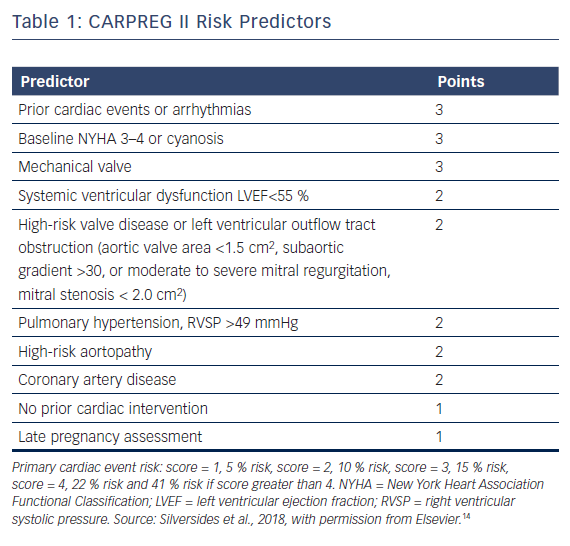 Table 1: CARPREG II Risk Predictors
Predictor Points
Prior cardiac events or arrhythmias 3
Baseline NYHA 3–4 or cyanosis 3
Mechanical valve 3
Systemic ventricular dysfunction LVEF<55 % 2
High-risk valve disease or left ventricular outflow tract 2
obstruction (aortic valve area <1.5 cm², subaortic
gradient >30, or moderate to severe mitral regurgitation,
mitral stenosis < 2.0 cm²)
Pulmonary hypertension, RVSP >49 mmHg 2
High-risk aortopathy 2
Coronary artery disease 2
No prior cardiac intervention 1
Late pregnancy assessment 1
Primary cardiac event risk: score = 1, 5 % risk, score = 2, 10 % risk, score = 3, 15 % risk,
score = 4, 22 % risk and 41 % risk if score greater than 4. NYHA = New York Heart Association
Functional Classification; LVEF = left ventricular ejection fraction; RVSP = right ventricular
systolic pressure. Source: Silversides et al., 2018, with permission from Elsevier.¹⁴